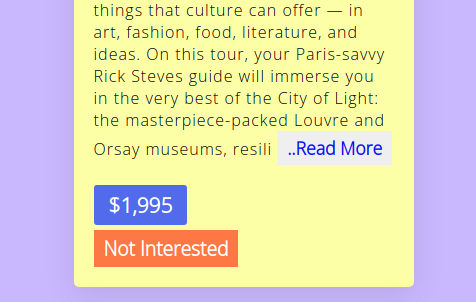 things that culture can offer — in
art, fashion, food, literature, and
ideas. On this tour, your Paris-savvy
Rick Steves guide will immerse you
in the very best of the City of Light:
the masterpiece-packed Louvre and
Orsay museums, resili ..Read More
$1,995
Not Interested